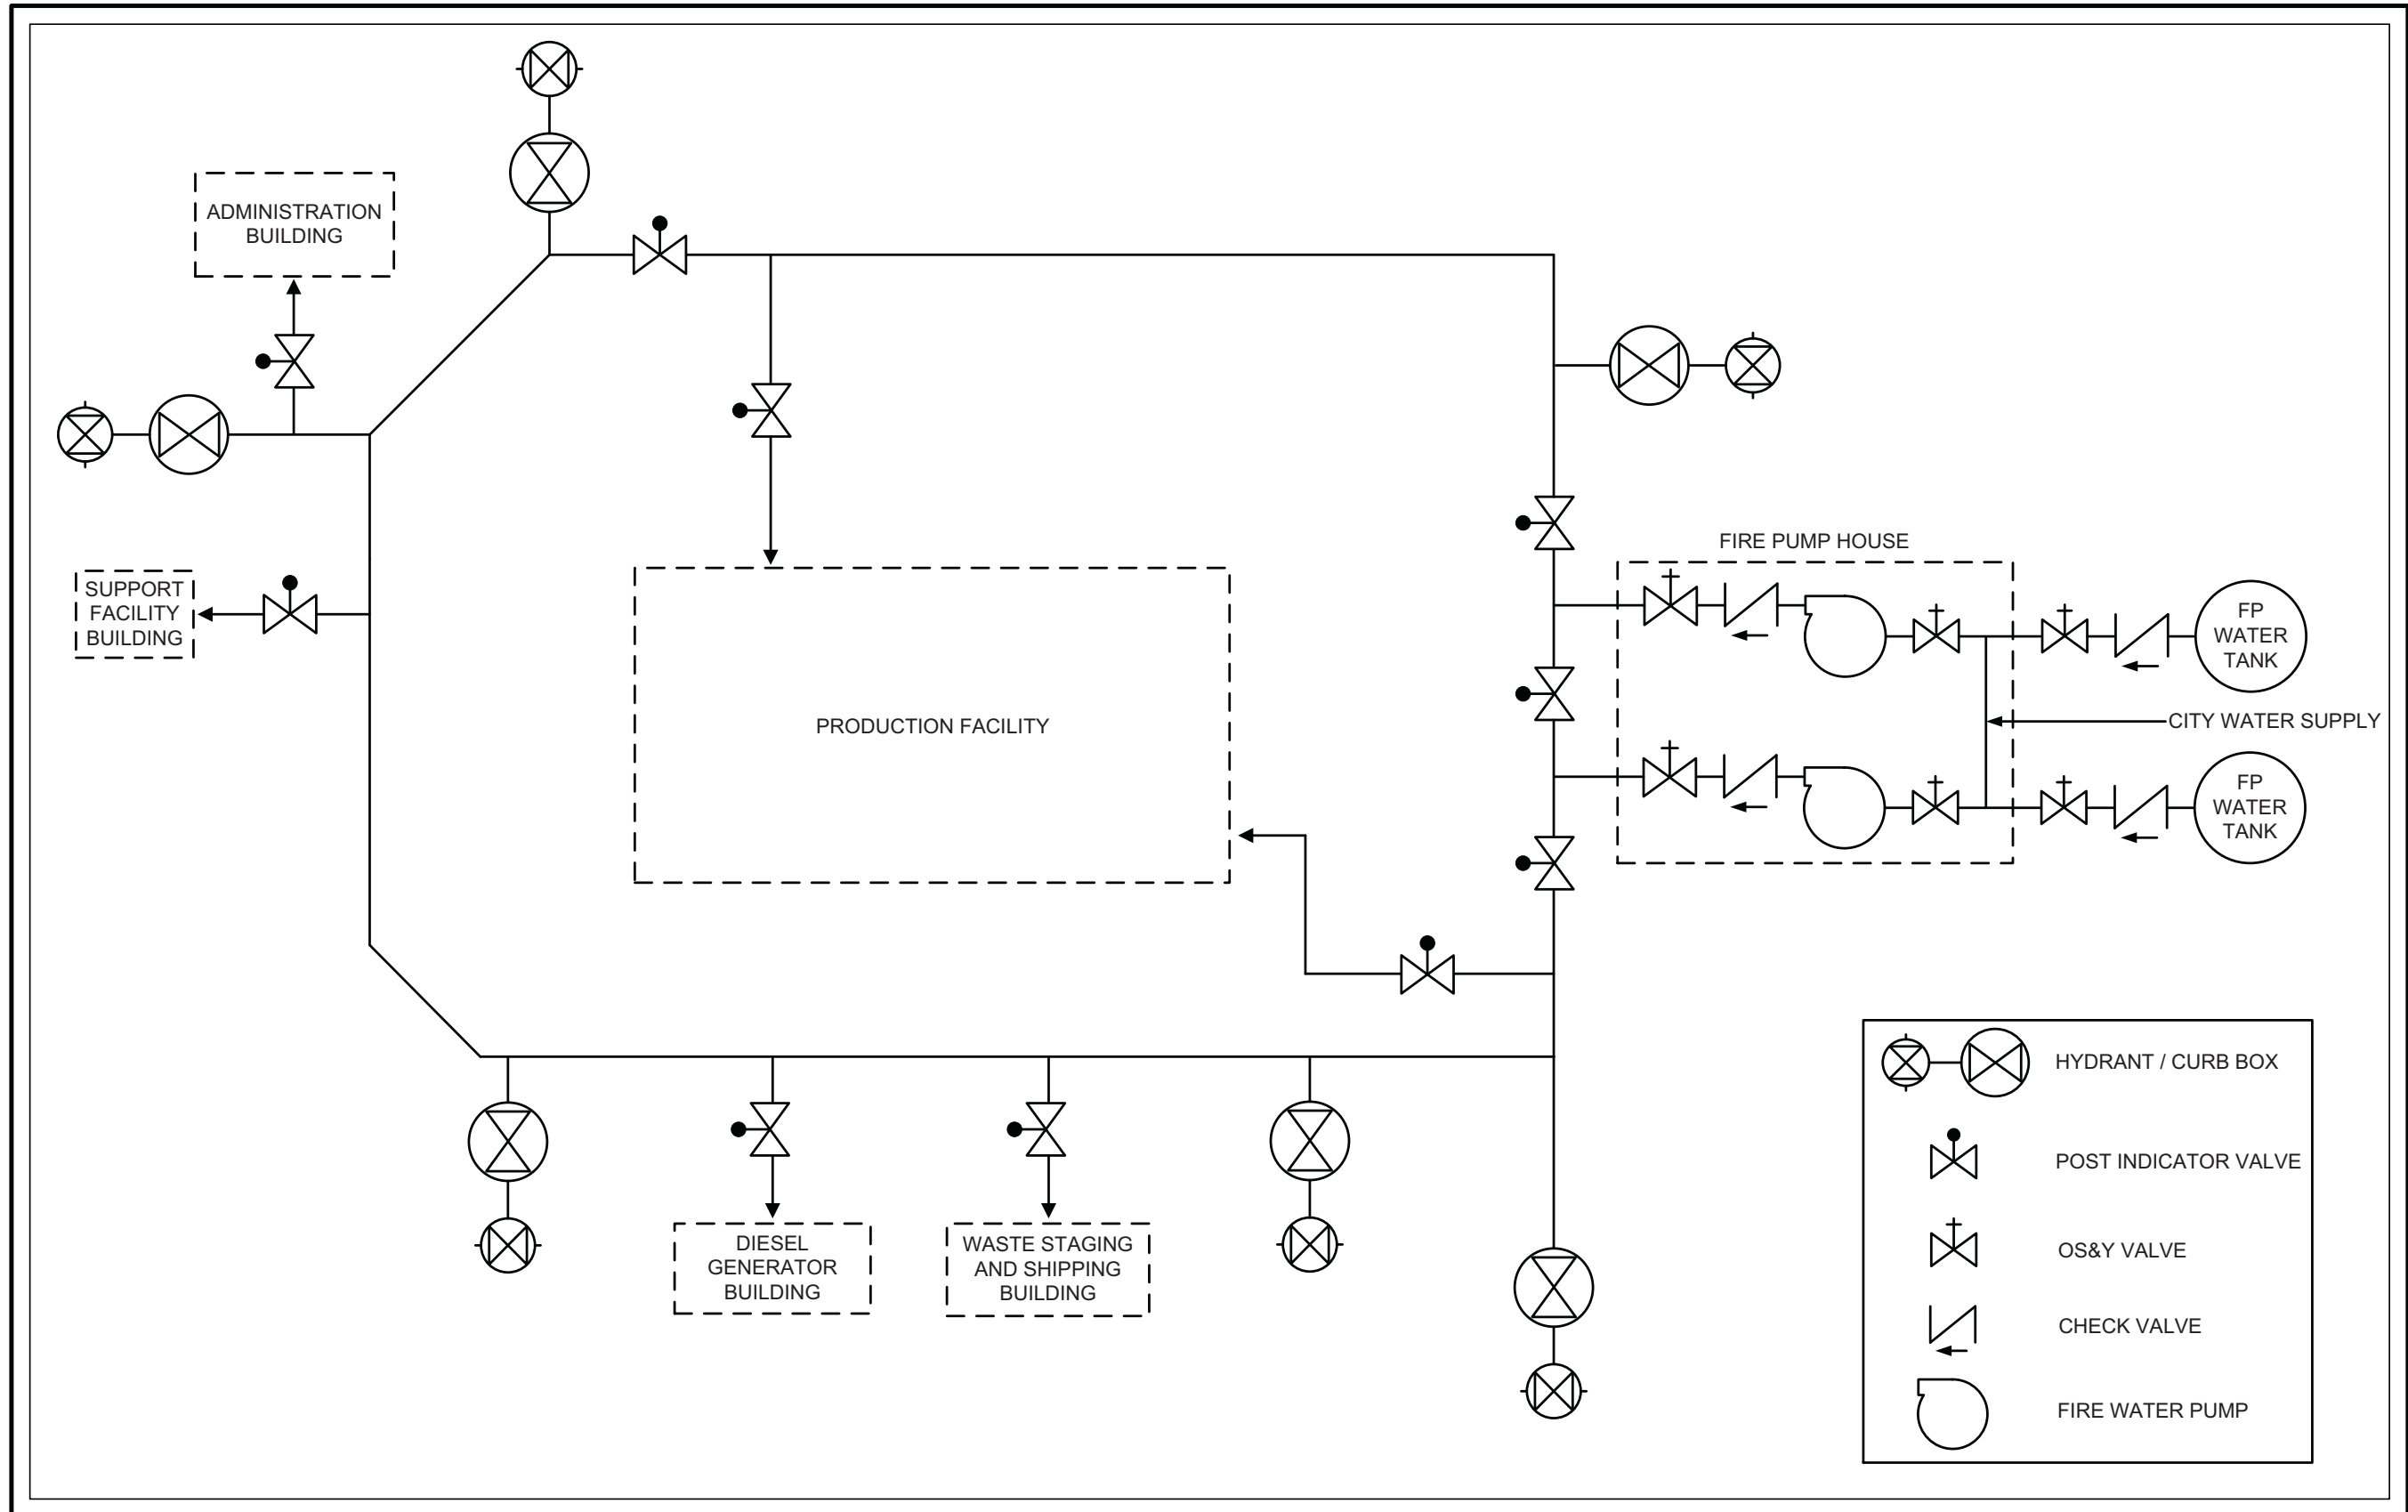 ADMINISTRATION
BUILDING
SUPPORT
FACILITY
BUILDING
PRODUCTION FACILITY
FIRE PUMP HOUSE
FP
WATER
TANK
CITY WATER SUPPLY
FP
WATER
TANK
DIESEL
GENERATOR
BUILDING
WASTE STAGING
AND SHIPPING
BUILDING
HYDRANT / CURB BOX
POST INDICATOR VALVE
OS&Y VALVE
CHECK VALVE
FIRE WATER PUMP